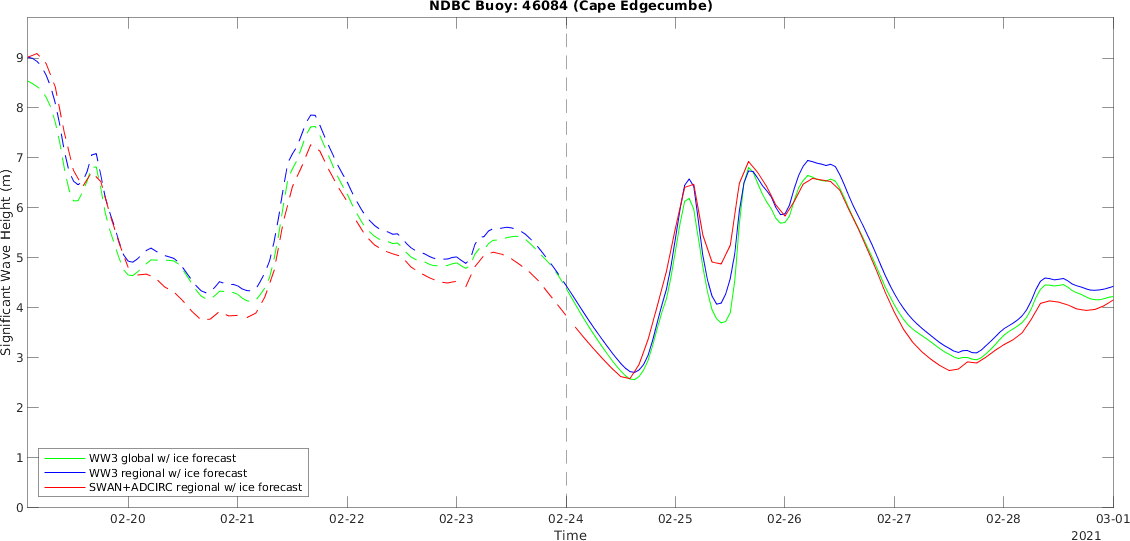 NDBC Buoy: 46084 (Cape Edgecumbe)
Significant Wave Height (m)
9
8
7
6
5
4
3
2
1
0
WW3 global w/ ice forecast
WW3 regional w/ ice forecast
SWAN+ADCIRC regional w/ ice forecast
02-20 02-21 02-22 02-23 02-24 02-25 02-26 02-27 02-28 03-01
Time
2021